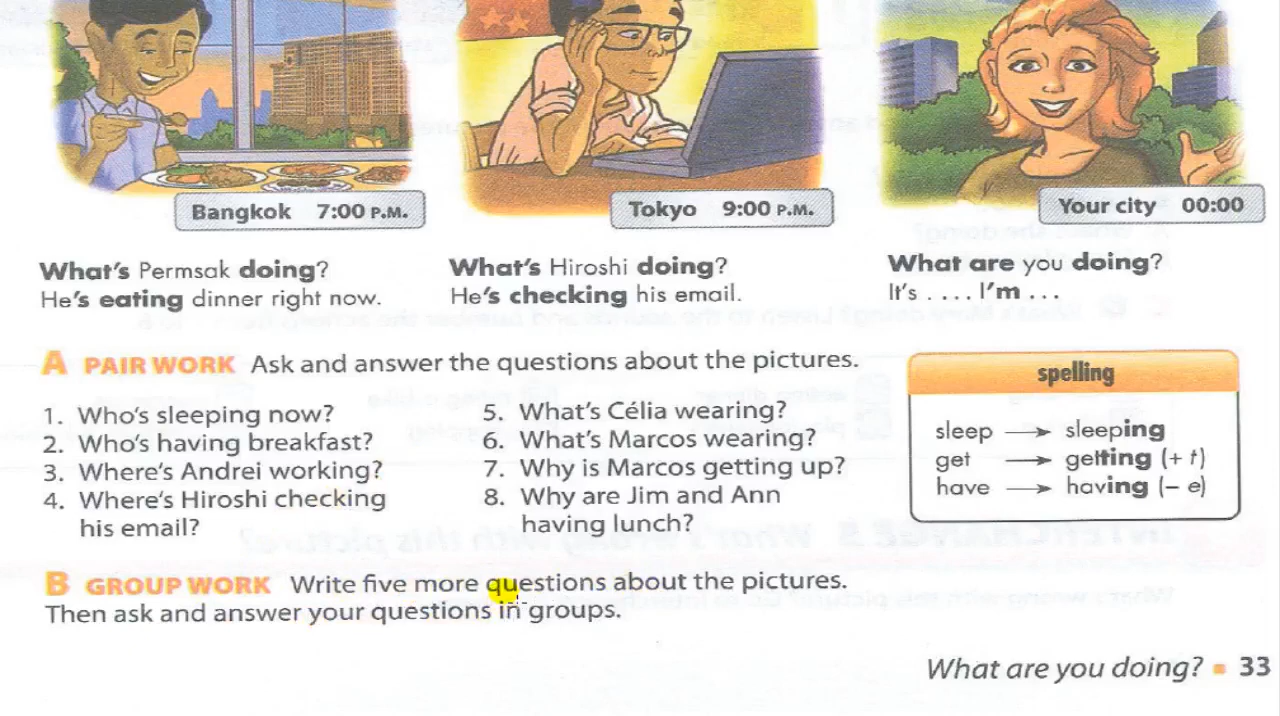 Bangkok 7:00 P.M.
Tokyo 9:00 P.M.
Your city 00:00
What's Permsak doing?
He's eating dinner right now.
What's Hiroshi doing?
He's checking his email.
What are you doing?
It's . . . . I'm . . .
A PAIR WORK Ask and answer the questions about the pictures.
1. Who's sleeping now?
2. Who's having breakfast?
3. Where's Andrei working?
4. Where's Hiroshi checking
his email?
5. What's Célia wearing?
6. What's Marcos wearing?
7. Why is Marcos getting up?
8. Why are Jim and Ann
having lunch?
spelling
sleep → sleeping
get → getting (+ t)
have → having (– e)
B GROUP WORK Write five more questions about the pictures.
Then ask and answer your questions in groups.
What are you doing? ▪ 33